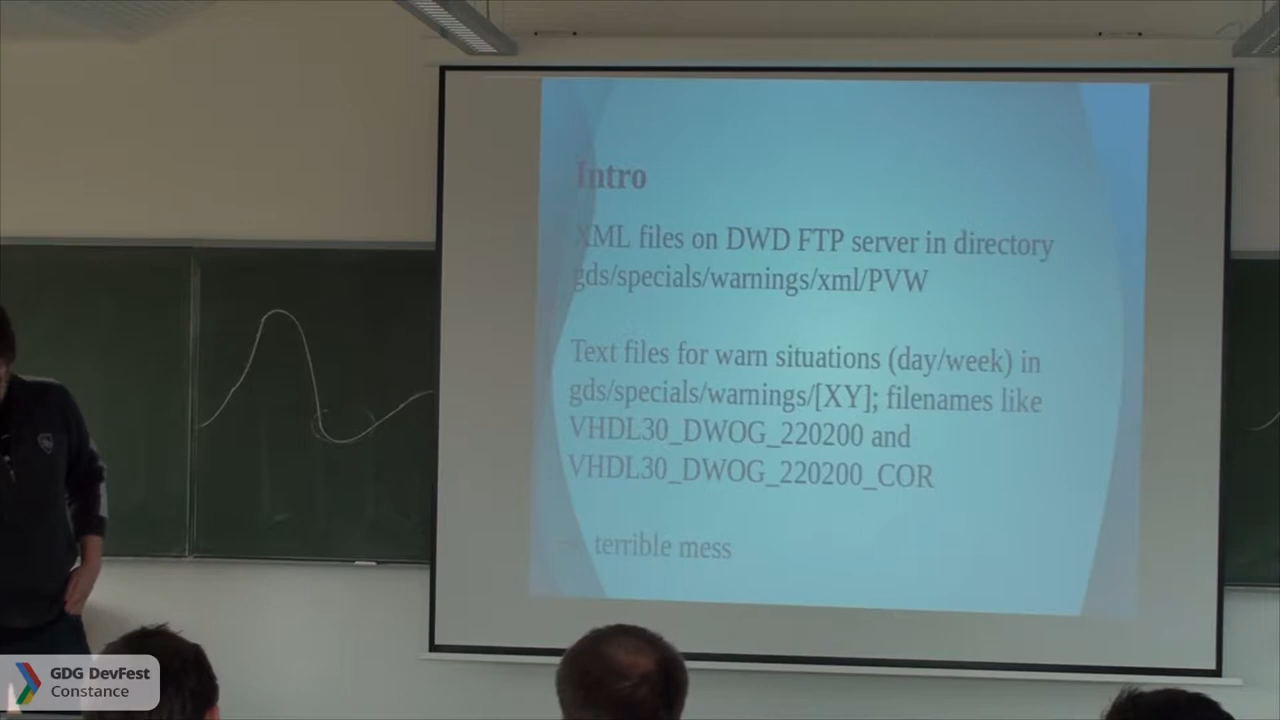 Intro
XML files on DWD FTP server in directory
gds/specials/warnings/xml/PVW
Text files for warn situations (day/week) in
gds/specials/warnings/[XY]; filenames like
VHDL30_DWOG_220200 and
VHDL30_DWOG_220200_COR
terrible mess
GDG DevFest
Constance